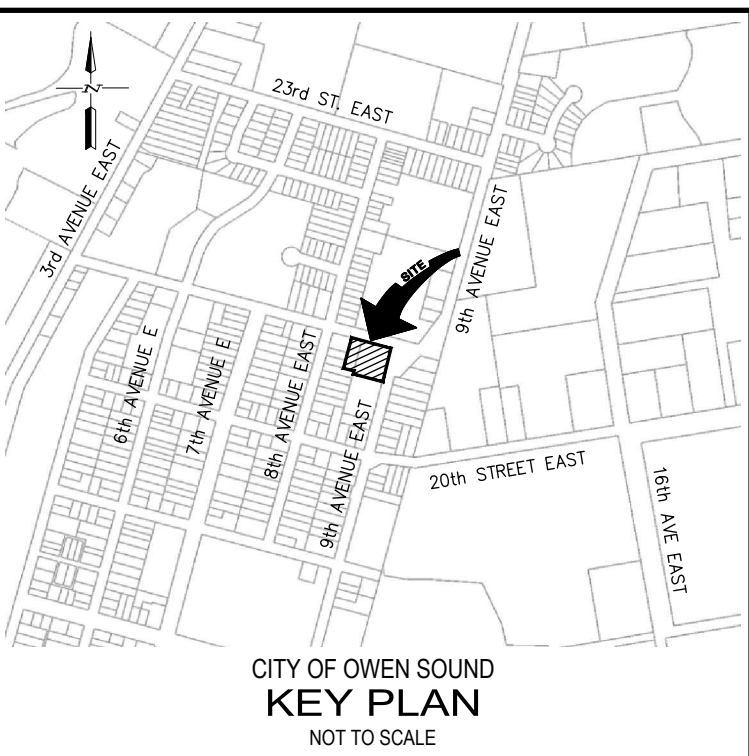 N
23rd ST. EAST
3rd AVENUE EAST
9th AVENUE EAST
SITE
6th AVENUE E
7th AVENUE E
8th AVENUE EAST
9th AVENUE EAST
20th STREET EAST
16th AVE EAST
CITY OF OWEN SOUND
KEY PLAN
NOT TO SCALE